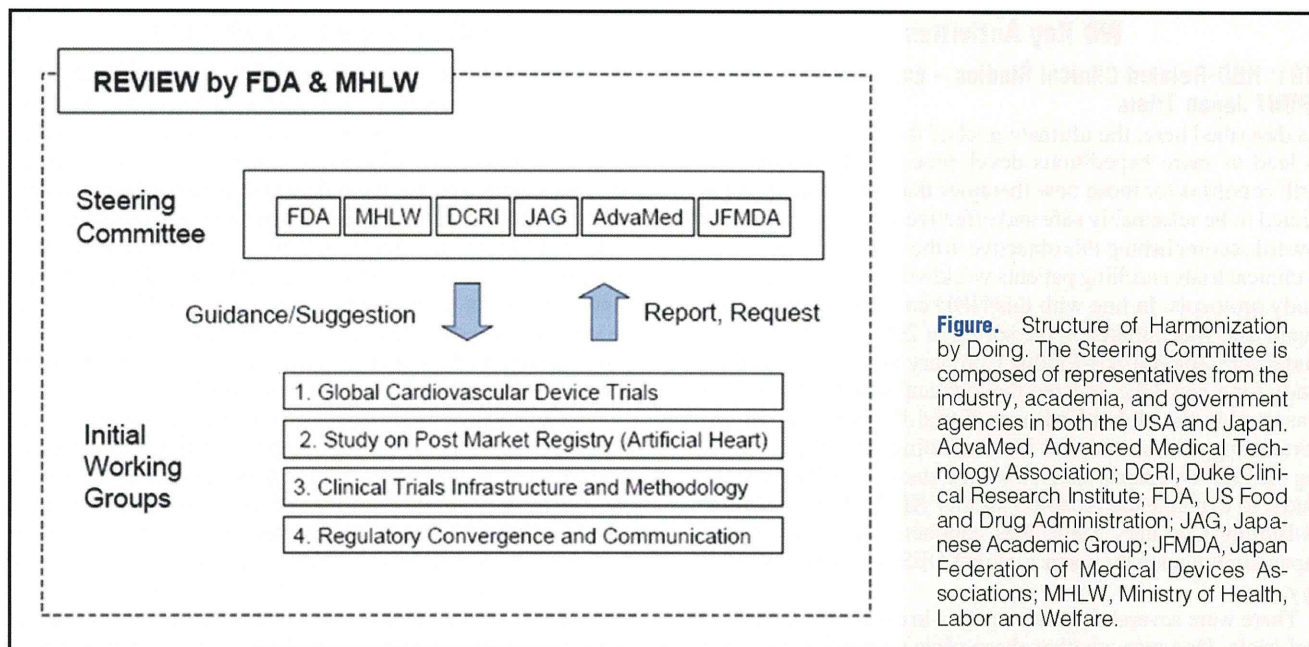 REVIEW by FDA & MHLW
Steering
Committee
FDA MHLW DCRI JAG AdvaMed JFMDA
Guidance/Suggestion
Report, Request
Initial
Working
Groups
1. Global Cardiovascular Device Trials
2. Study on Post Market Registry (Artificial Heart)
3. Clinical Trials Infrastructure and Methodology
4. Regulatory Convergence and Communication
Figure. Structure of Harmonization
by Doing. The Steering Committee is
composed of representatives from the
industry, academia, and government
agencies in both the USA and Japan.
AdvaMed, Advanced Medical Tech-
nology Association; DCRI, Duke Clini-
cal Research Institute; FDA, US Food
and Drug Administration; JAG, Japa-
nese Academic Group; JFMDA, Japan
Federation of Medical Devices As-
sociations; MHLW, Ministry of Health,
Labor and Welfare.